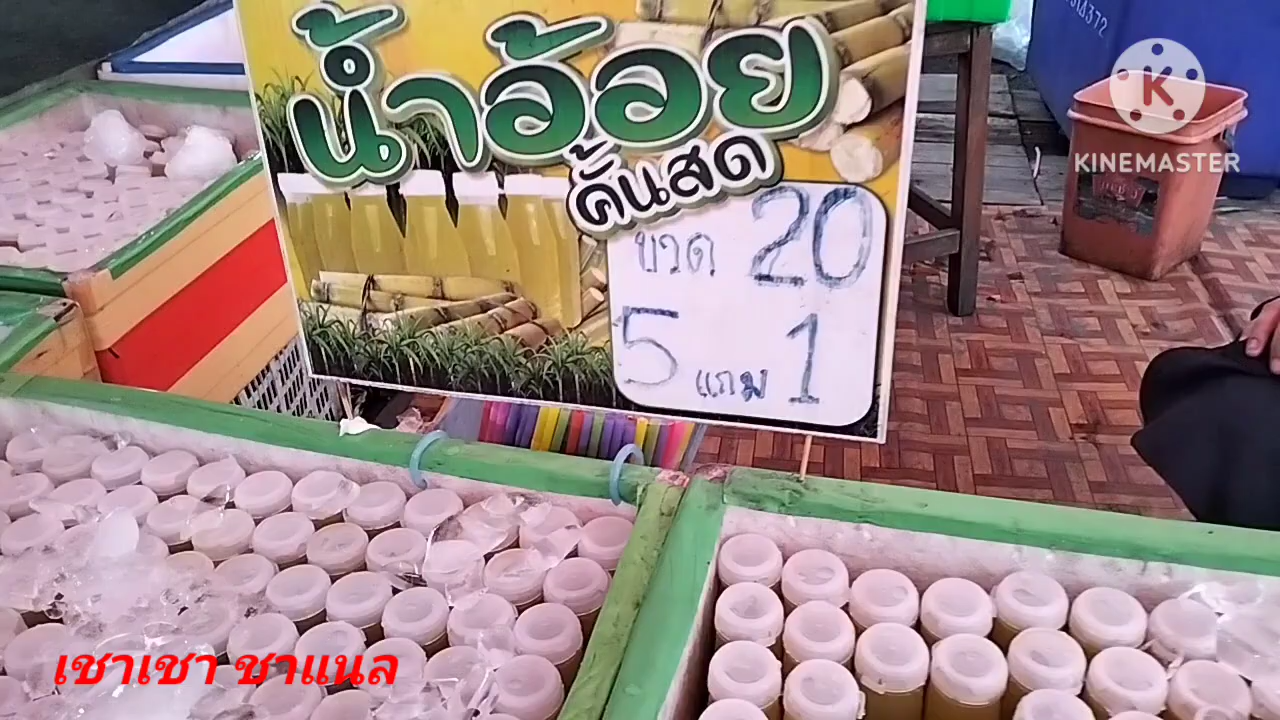 น้ำอ้อย
คั้นสด
ขวด 20
5 แถม 1
514372
K
KINEMASTER
เชาเชา ชาแนล